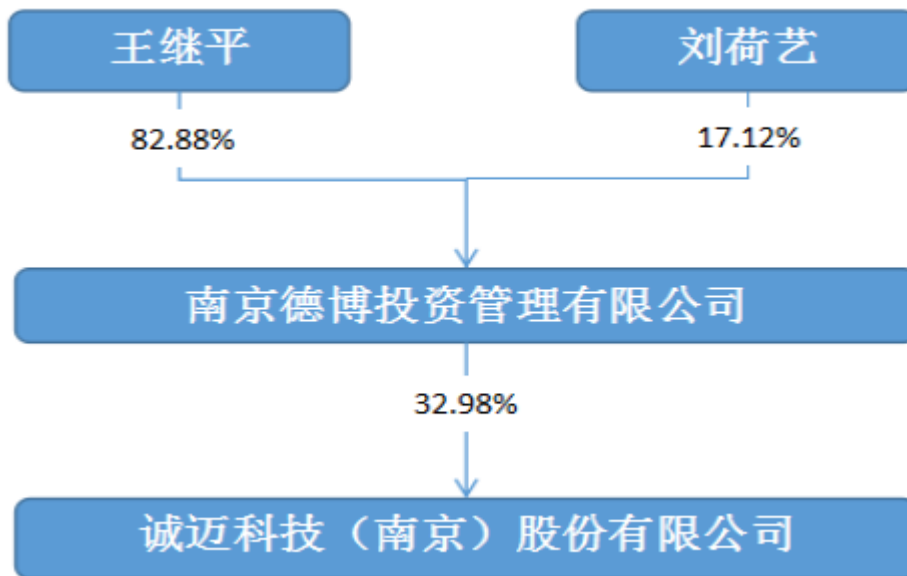 王继平
刘荷艺
82.88%
17.12%
南京德博投资管理有限公司
32.98%
诚迈科技（南京）股份有限公司